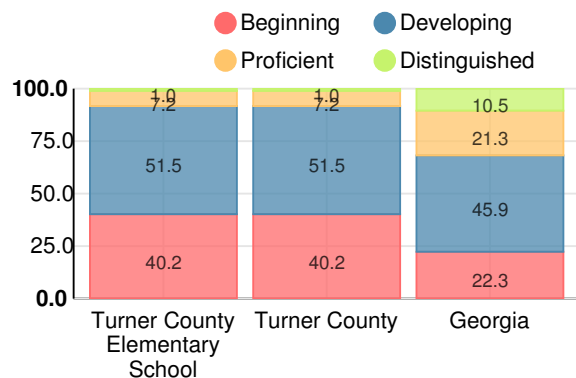 Beginning Developing
Proficient Distinguished
100.0
75.0
50.0
25.0
0.0
1.0 1.0 10.5
7.2 7.2 21.3
51.5 51.5 45.9
40.2 40.2 22.3
Turner County Turner County Georgia
Elementary
School